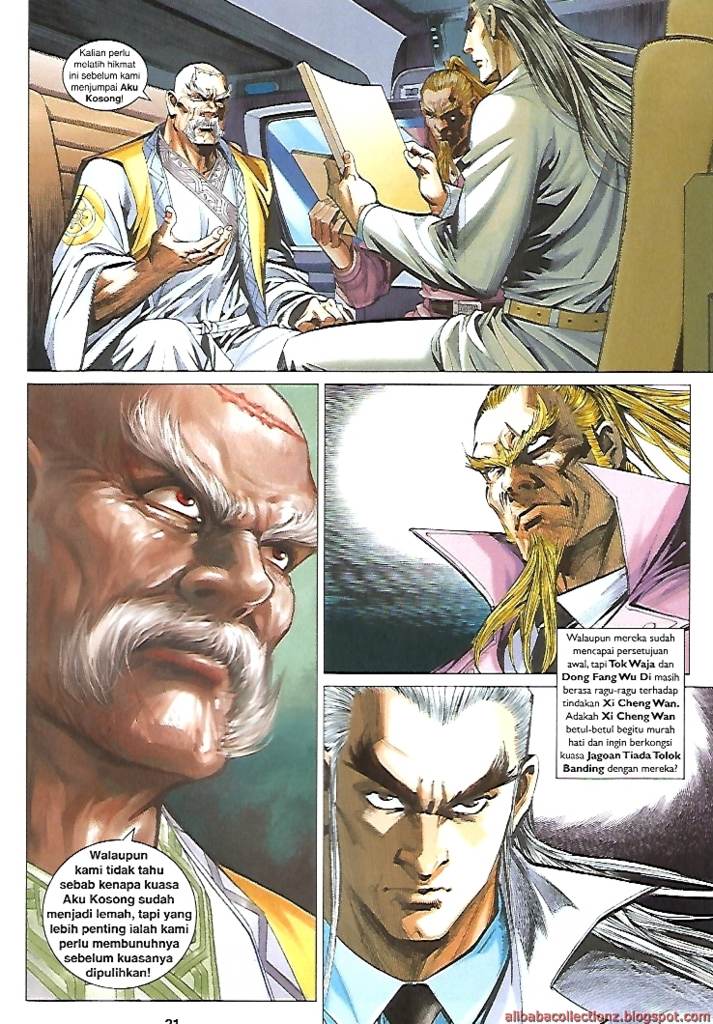 Kalian perlu
melatih hikmat
ini sebelum kami
menjumpai Aku
Kosong!
Walaupun mereka sudah
mencapai persetujuan
awal, tapi Tok Waja dan
Dong Fang Wu Di masih
berasa ragu-ragu terhadap
tindakan Xi Cheng Wan.
Adakah Xi Cheng Wan
betul-betul begitu murah
hati dan ingin berkongsi
kuasa Jagoan Tiada Tolok
Banding dengan mereka?
Walaupun
kami tidak tahu
sebab kenapa kuasa
Aku Kosong sudah
menjadi lemah, tapi yang
lebih penting ialah kami
perlu membunuhnya
sebelum kuasanya
dipulihkan!
21
alibabacollectionz.blogspot.com